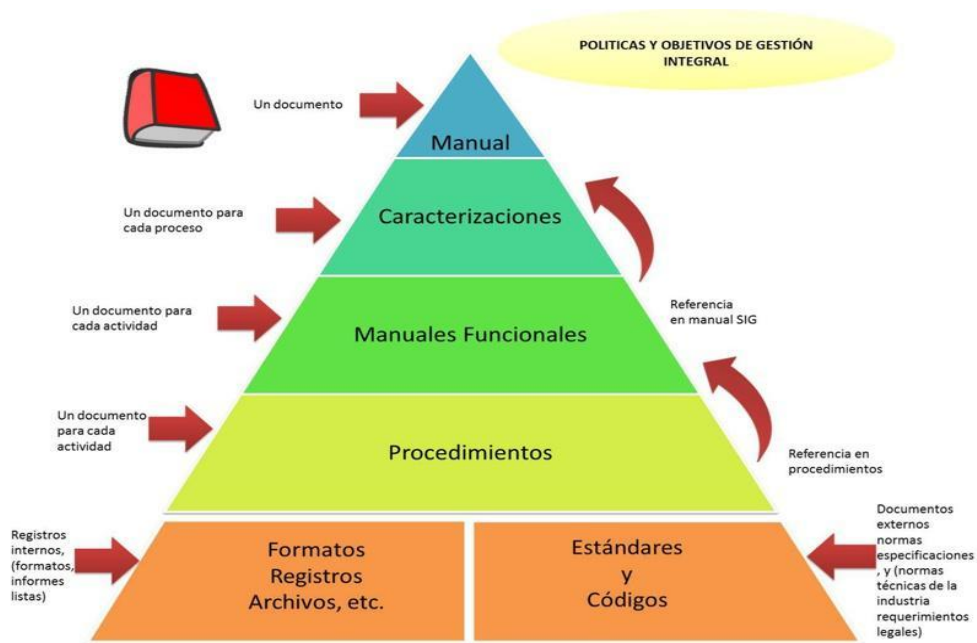 POLITICAS Y OBJETIVOS DE GESTIÓN
INTEGRAL
Un documento
Manual
Un documento para
cada proceso
Caracterizaciones
Referencia
en manual SIG
Un documento para
cada actividad
Manuales Funcionales
Un documento
para cada
actividad
Procedimientos
Referencia en
procedimientos
Registros
internos,
(formatos,
informes
listas)
Formatos
Registros
Archivos, etc.
Estándares
y
Códigos
Documentos
externos
normas
especificaciones
, y (normas
técnicas de la
industria
requerimientos
legales)